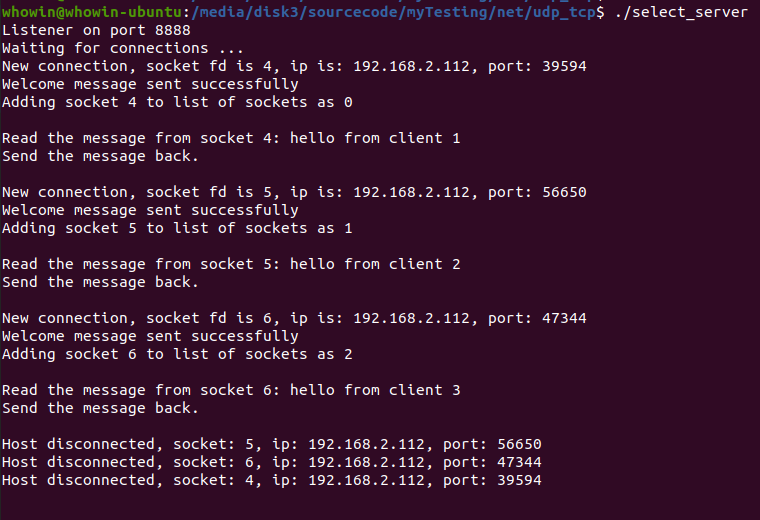 whowin@whowin-ubuntu:/media/disk3/sourcecode/myTesting/net/udp_tcp$ ./select_server
Listener on port 8888
Waiting for connections ...
New connection, socket fd is 4, ip is: 192.168.2.112, port: 39594
Welcome message sent successfully
Adding socket 4 to list of sockets as 0
Read the message from socket 4: hello from client 1
Send the message back.
New connection, socket fd is 5, ip is: 192.168.2.112, port: 56650
Welcome message sent successfully
Adding socket 5 to list of sockets as 1
Read the message from socket 5: hello from client 2
Send the message back.
New connection, socket fd is 6, ip is: 192.168.2.112, port: 47344
Welcome message sent successfully
Adding socket 6 to list of sockets as 2
Read the message from socket 6: hello from client 3
Send the message back.
Host disconnected, socket: 5, ip: 192.168.2.112, port: 56650
Host disconnected, socket: 6, ip: 192.168.2.112, port: 47344
Host disconnected, socket: 4, ip: 192.168.2.112, port: 39594